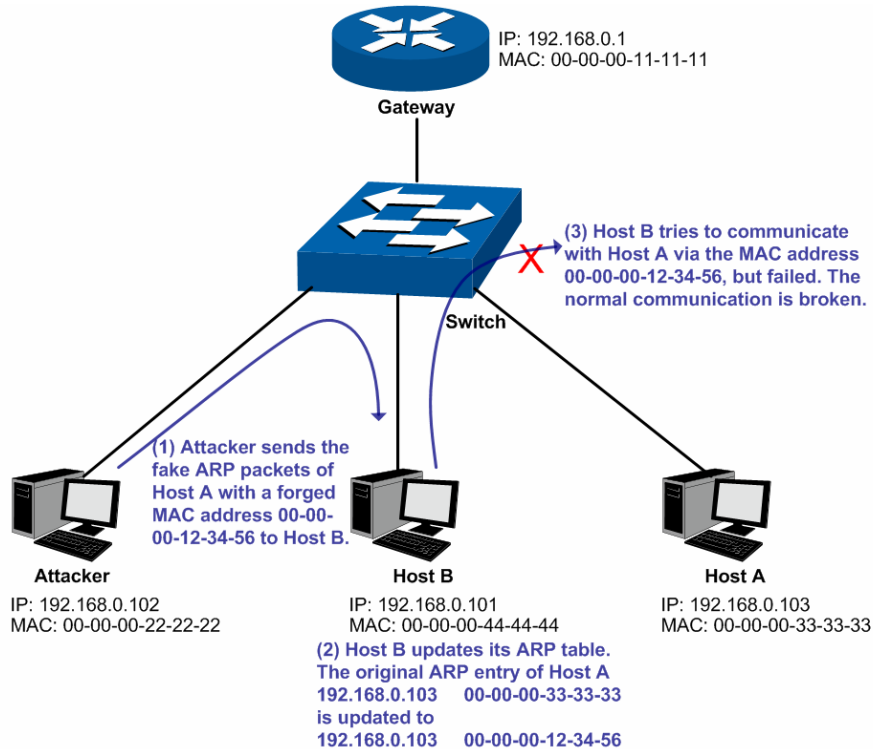 IP: 192.168.0.1
MAC: 00-00-00-11-11-11
Gateway
(3) Host B tries to communicate
with Host A via the MAC address
00-00-00-12-34-56, but failed. The
normal communication is broken.
X
Switch
(1) Attacker sends the
fake ARP packets of
Host A with a forged
MAC address 00-00-
00-12-34-56 to Host B.
Attacker
IP: 192.168.0.102
MAC: 00-00-00-22-22-22
Host B
IP: 192.168.0.101
MAC: 00-00-00-44-44-44
Host A
IP: 192.168.0.103
MAC: 00-00-00-33-33-33
(2) Host B updates its ARP table.
The original ARP entry of Host A
192.168.0.103 00-00-00-33-33-33
is updated to
192.168.0.103 00-00-00-12-34-56